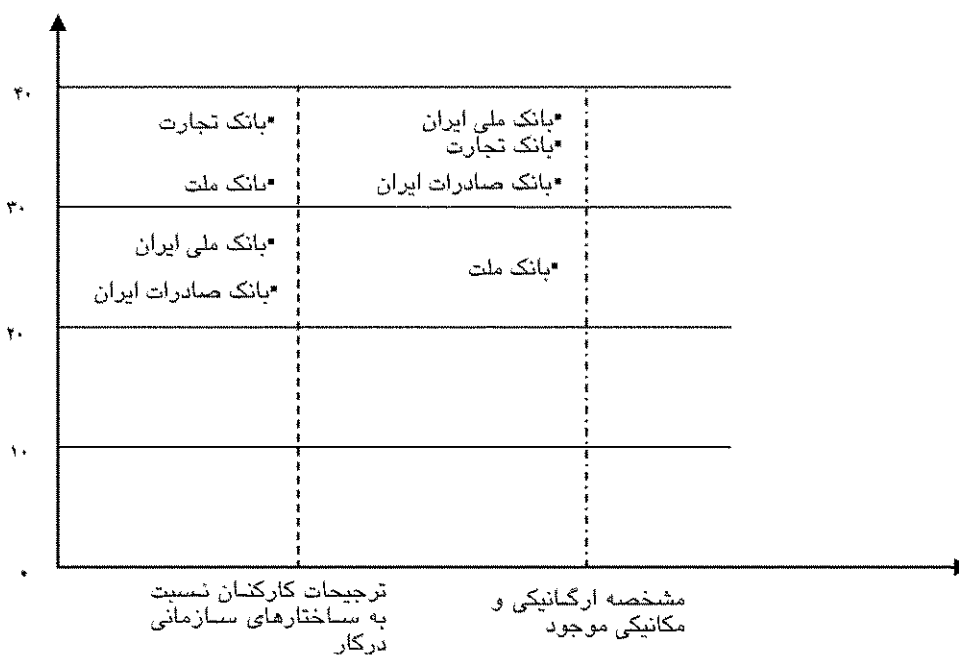 ۴۰
▪بانک ملی ایران
▪بانک تجارت
▪بانک تجارت
▪بانک صادرات ایران
▪بانک ملت
۳۰
▪بانک ملی ایران
▪بانک ملت
▪بانک صادرات ایران
۲۰
۱۰
۰
مشخصه ارگانیکی و
مکانیکی موجود
ترجیحات کارکنان نسبت
به ساختارهای سازمانی
درکار